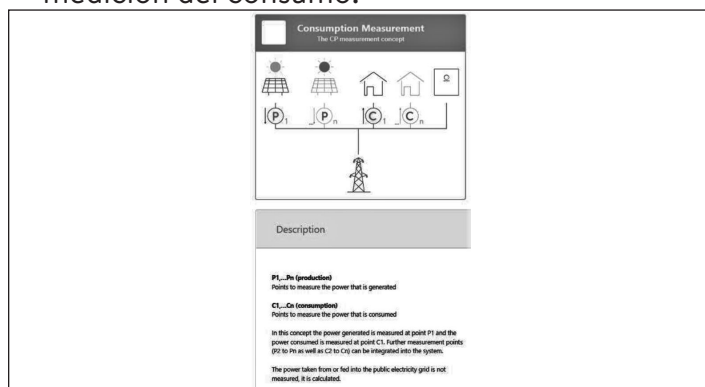 medición del consumo.
Consumption Measurement
The CP measurement concept
P1 Pn C1 Cn
Description
P1,...Pn (production)
Points to measure the power that is generated
C1,...Cn (consumption)
Points to measure the power that is consumed
In this concept the power generated is measured at point P1 and the
power consumed is measured at point C1. Further measurement points
(P2 to Pn as well as C2 to Cn) can be integrated into the system.
The power taken from or fed into the public electricity grid is not
measured, it is calculated.